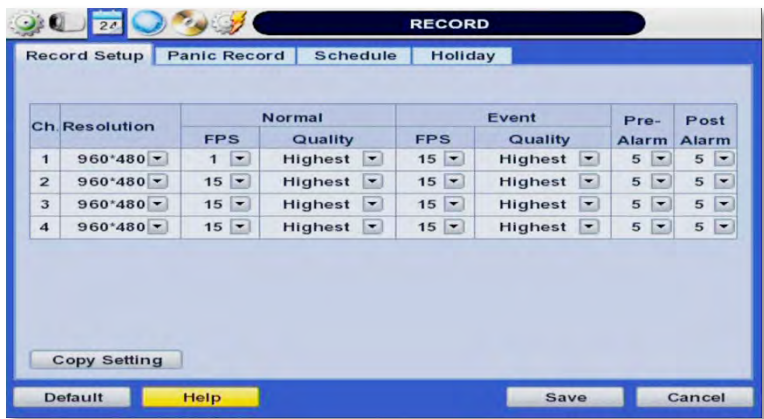 24
RECORD
Record Setup Panic Record Schedule Holiday
Ch. Resolution Normal Event Pre-Alarm Post Alarm
FPS Quality FPS Quality
1 960*480 1 Highest 15 Highest 5 5
2 960*480 15 Highest 15 Highest 5 5
3 960*480 15 Highest 15 Highest 5 5
4 960*480 15 Highest 15 Highest 5 5
Copy Setting
Default Help Save Cancel